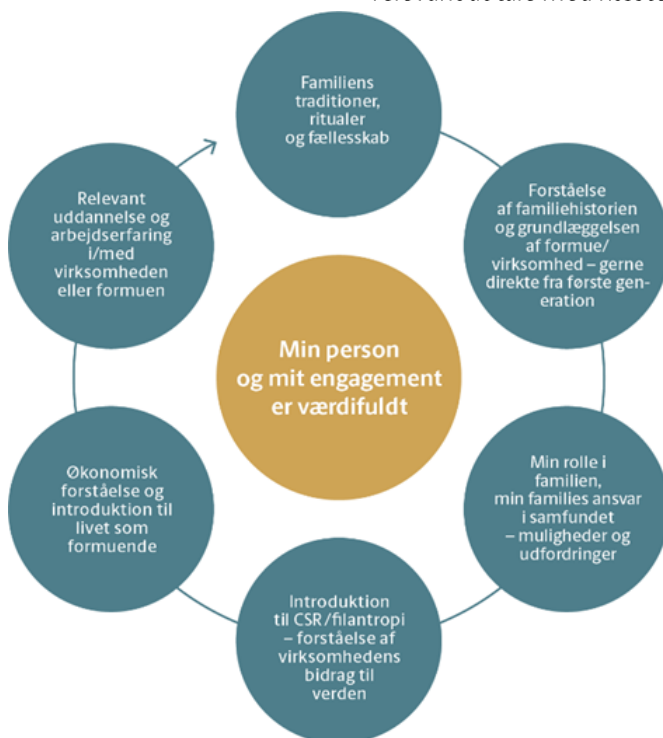 Familiens
traditioner,
ritualer
og fællesskab
Forståelse
af familiehistorien
og grundlæggelsen
af formue/
virksomhed – gerne
direkte fra første gen-
eration
Min rolle i
familien,
min families ansvar
i samfundet
– muligheder og
udfordringer
Introduktion
til CSR/filantropi
– forståelse af
virksomhedens
bidrag til
verden
Økonomisk
forståelse og
introduktion til
livet som
formuende
Relevant
uddannelse og
arbejdserfaring
i/med
virksomheden
eller formuen
Min person
og mit engagement
er værdifuldt